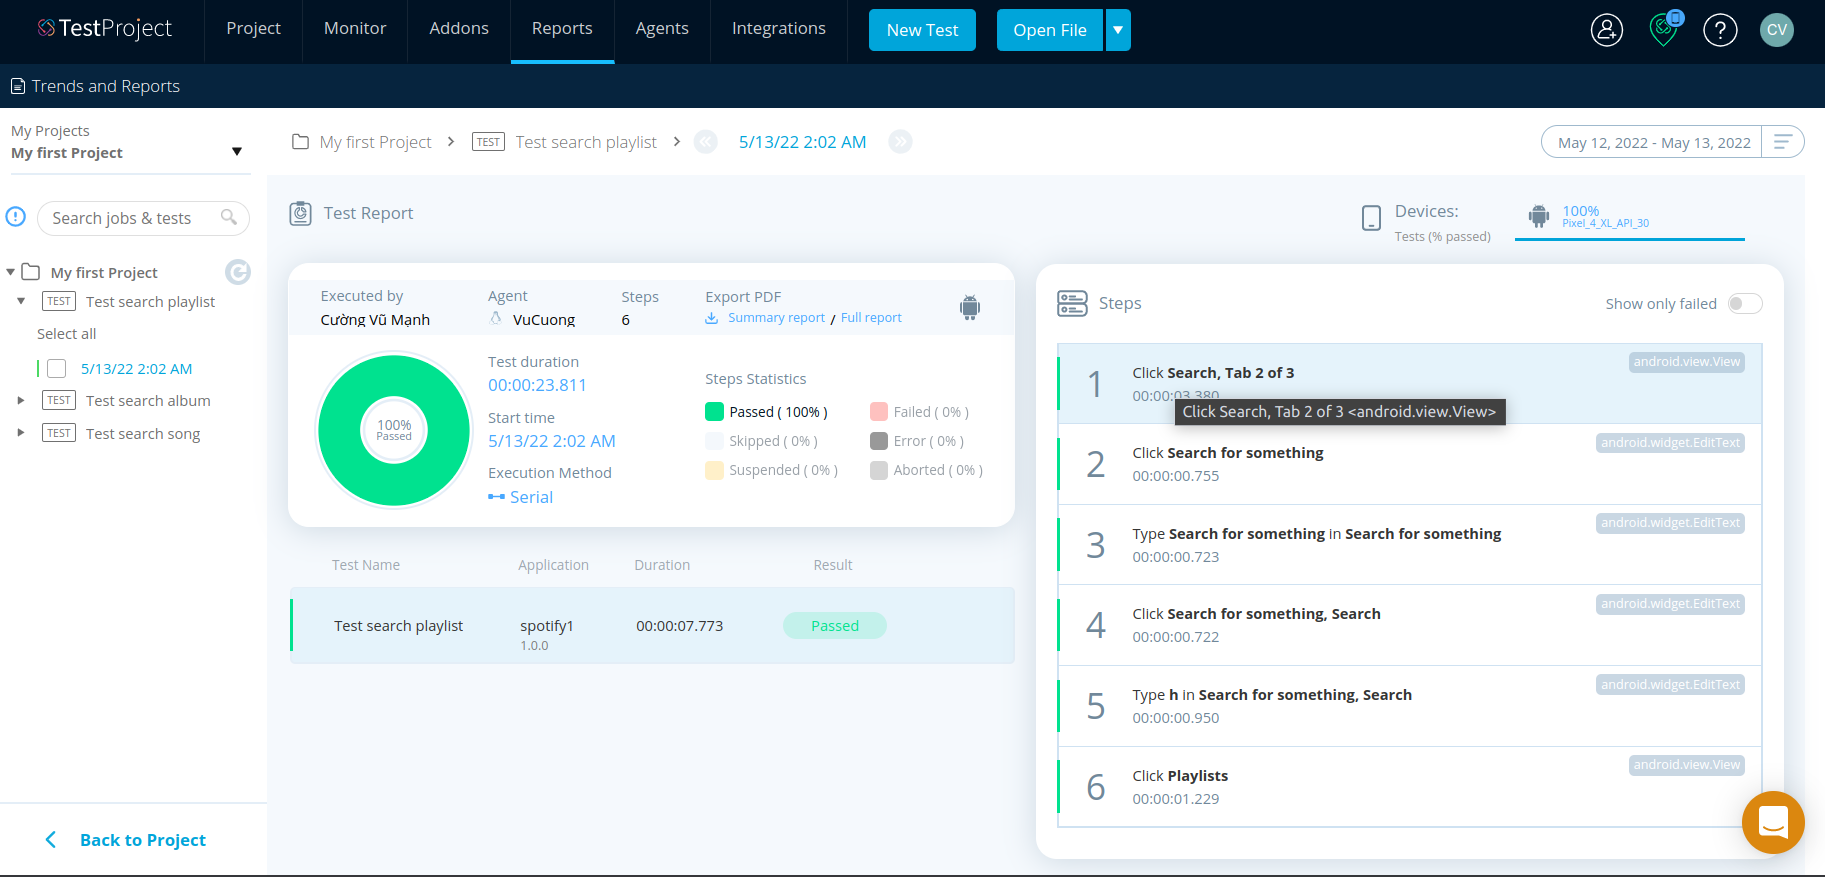 TestProject
Project
Monitor
Addons
Reports
Agents
Integrations
New Test
Open File
CV
Trends and Reports
My Projects
My first Project
My first Project
TEST Test search playlist
5/13/22 2:02 AM
May 12, 2022 - May 13, 2022
Search jobs & tests
My first Project
TEST Test search playlist
Select all
5/13/22 2:02 AM
TEST Test search album
TEST Test search song
Back to Project
Test Report
Devices:
Tests (% passed)
100%
Pixel_4_XL_API_30
Executed by
Cường Vũ Mạnh
Agent
VuCuong
Steps
6
Export PDF
Summary report / Full report
100%
Passed
Test duration
00:00:23.811
Start time
5/13/22 2:02 AM
Execution Method
Serial
Steps Statistics
Passed ( 100% )
Failed ( 0% )
Skipped ( 0% )
Error ( 0% )
Suspended ( 0% )
Aborted ( 0% )
Test Name
Application
Duration
Result
Test search playlist
spotify1
1.0.0
00:00:07.773
Passed
Steps
Show only failed
1
Click Search, Tab 2 of 3
android.view.View
00:00:03.380
Click Search, Tab 2 of 3 <android.view.View>
2
Click Search for something
android.widget.EditText
00:00:00.755
3
Type Search for something in Search for something
android.widget.EditText
00:00:00.723
4
Click Search for something, Search
android.widget.EditText
00:00:00.722
5
Type h in Search for something, Search
android.widget.EditText
00:00:00.950
6
Click Playlists
android.view.View
00:00:01.229